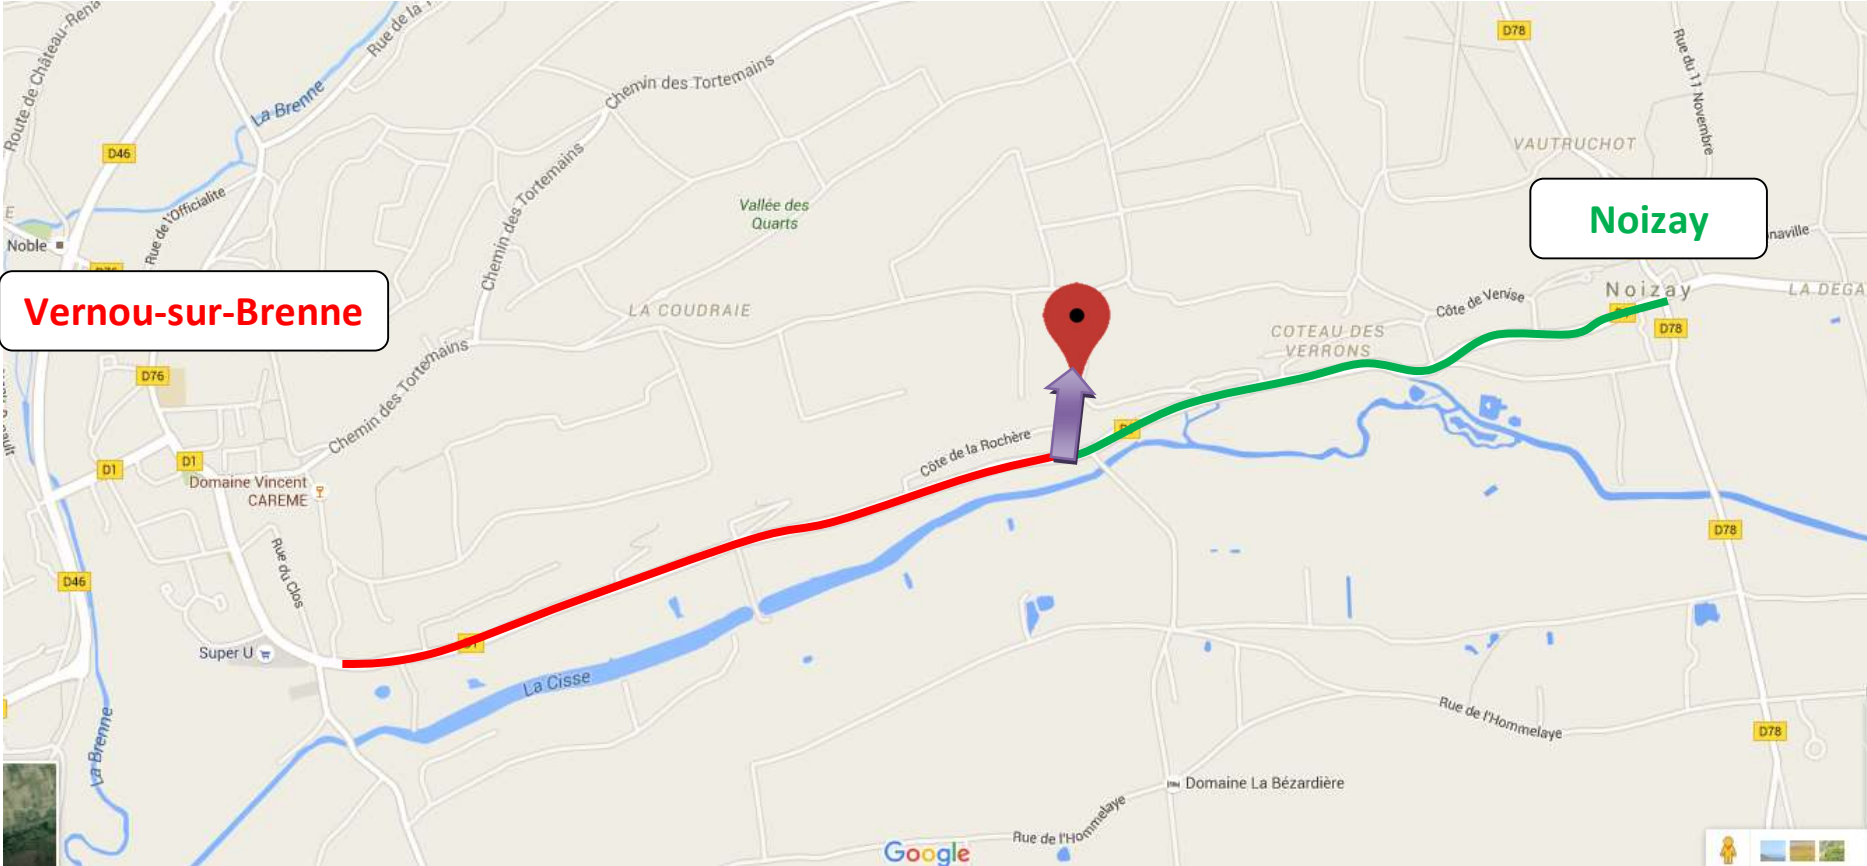 Route de Château-Rena
Rue de la
D78
Rue du 11 Novembre
La Brenne
Chemin des Tortemains
D46
VAUTRUCHOT
Chemin des Tortemains
Rue de l'Officialite
Vallée des
Quarts
Noizay
E
Noble
naville
Vernou-sur-Brenne
LA COUDRAIE
Côte de Venise
Noizay
LA DEGA
COTEAU DES
VERRONS
D78
Chemin des Tortemains
D76
Côte de la Rochère
D1
D1
Domaine Vincent
CAREME
D78
Rue du Clos
D46
Super U
La Cisse
Rue de l'Hommelaye
D78
La Brenne
Domaine La Bézardière
Rue de l'Hommelaye
Google